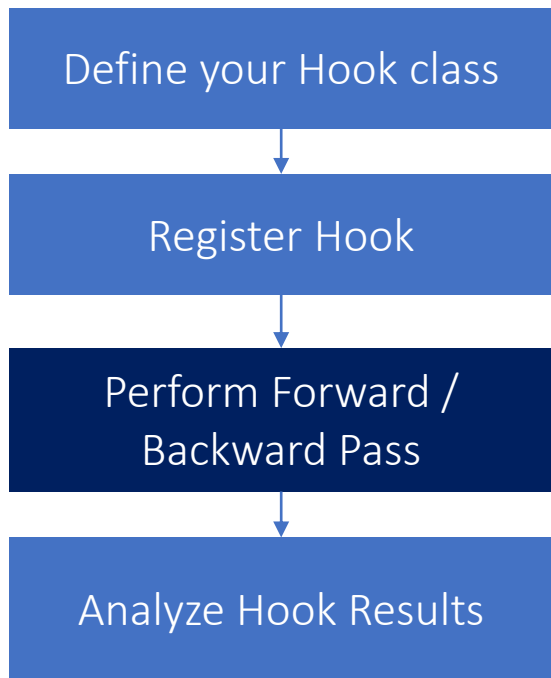 Define your Hook class
Register Hook
Perform Forward /
Backward Pass
Analyze Hook Results